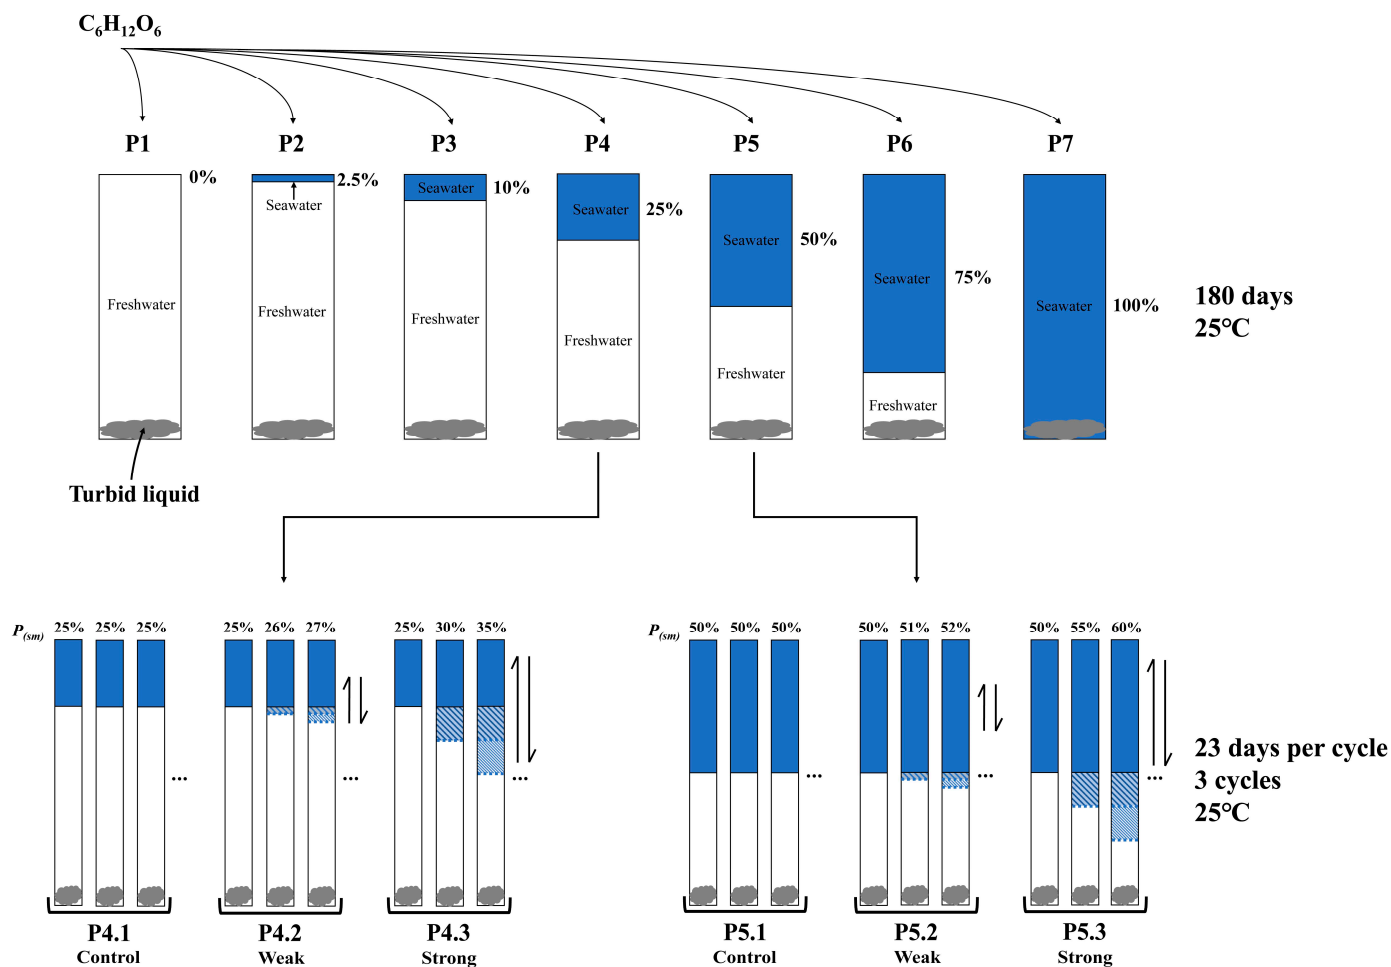 C₆H₁₂O₆
P1 P2 P3 P4 P5 P6 P7
0% 2.5% 10% 25% 50% 75% 100%
Seawater Seawater Seawater Seawater Seawater Seawater
Freshwater Freshwater Freshwater Freshwater Freshwater Freshwater
180 days
25°C
Turbid liquid
P(sm) 25% 25% 25% 25% 26% 27% 25% 30% 35% P(sm) 50% 50% 50% 50% 51% 52% 50% 55% 60%
... ... ... ... ... ...
23 days per cycle
3 cycles
25°C
P4.1 P4.2 P4.3 P5.1 P5.2 P5.3
Control Weak Strong Control Weak Strong